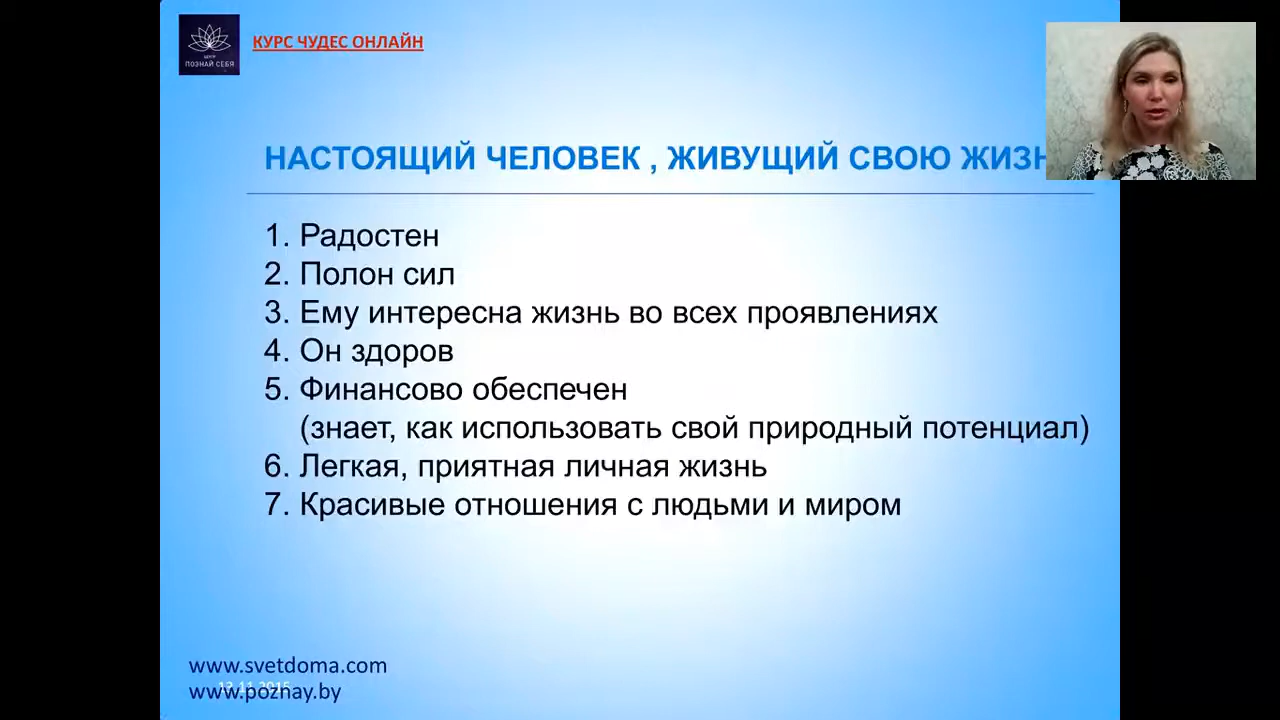 ЦЕНТР
ПОЗНАЙ СЕБЯ
КУРС ЧУДЕС ОНЛАЙН
НАСТОЯЩИЙ ЧЕЛОВЕК , ЖИВУЩИЙ СВОЮ ЖИЗН
1. Радостен
2. Полон сил
3. Ему интересна жизнь во всех проявлениях
4. Он здоров
5. Финансово обеспечен
(знает, как использовать свой природный потенциал)
6. Легкая, приятная личная жизнь
7. Красивые отношения с людьми и миром
www.svetdoma.com
www.poznay.by